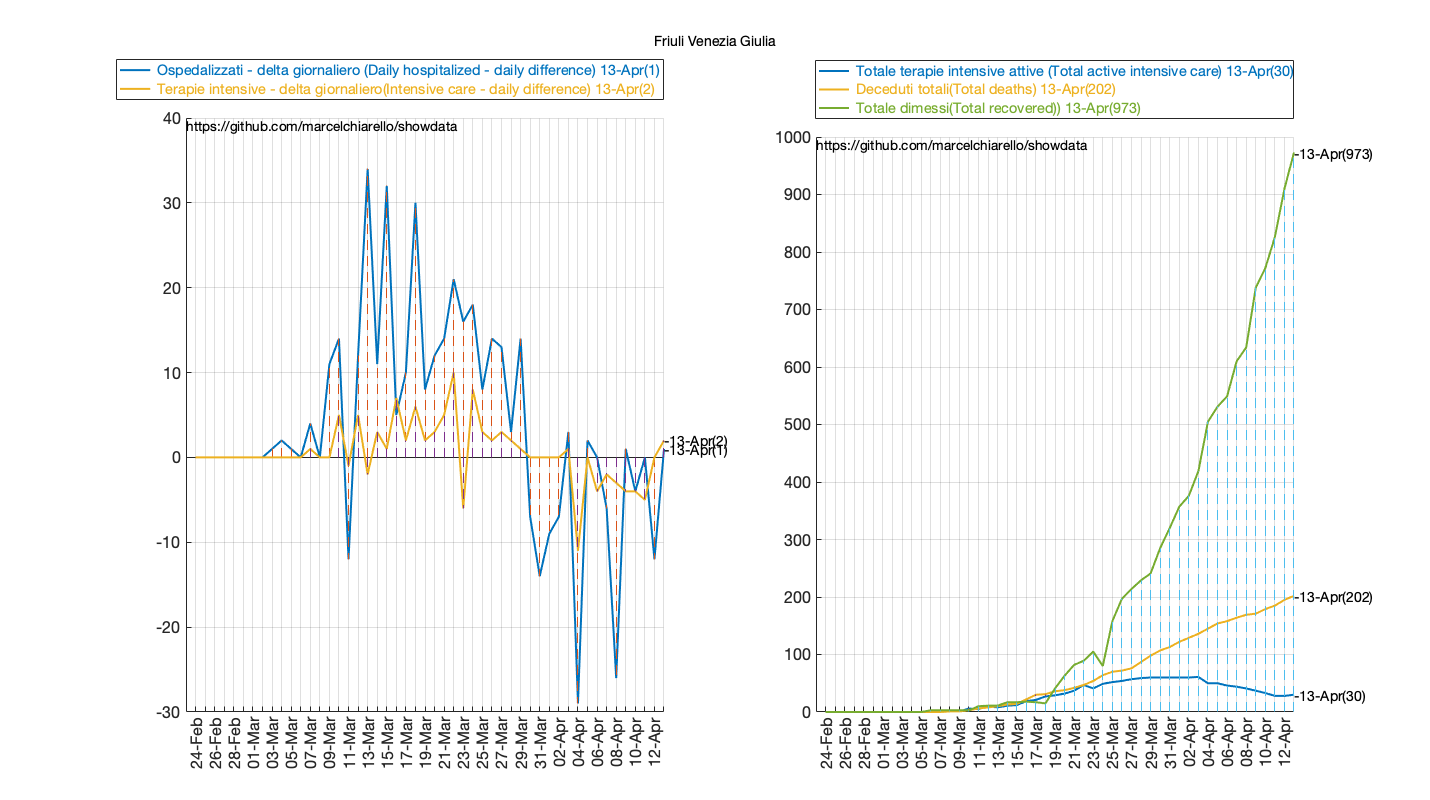 Friuli Venezia Giulia
Ospedalizzati - delta giornaliero (Daily hospitalized - daily difference) 13-Apr(1)
Terapie intensive - delta giornaliero(Intensive care - daily difference) 13-Apr(2)
https://github.com/marcelchiarello/showdata
40
30
20
10
0
-10
-20
-30
-13-Apr(2)
-13-Apr(1)
24-Feb
26-Feb
28-Feb
01-Mar
03-Mar
05-Mar
07-Mar
09-Mar
11-Mar
13-Mar
15-Mar
17-Mar
19-Mar
21-Mar
23-Mar
25-Mar
27-Mar
29-Mar
31-Mar
02-Apr
04-Apr
06-Apr
08-Apr
10-Apr
12-Apr
Totale terapie intensive attive (Total active intensive care) 13-Apr(30)
Deceduti totali(Total deaths) 13-Apr(202)
Totale dimessi(Total recovered)) 13-Apr(973)
https://github.com/marcelchiarello/showdata
1000
900
800
700
600
500
400
300
200
100
0
-13-Apr(973)
-13-Apr(202)
-13-Apr(30)
24-Feb
26-Feb
28-Feb
01-Mar
03-Mar
05-Mar
07-Mar
09-Mar
11-Mar
13-Mar
15-Mar
17-Mar
19-Mar
21-Mar
23-Mar
25-Mar
27-Mar
29-Mar
31-Mar
02-Apr
04-Apr
06-Apr
08-Apr
10-Apr
12-Apr